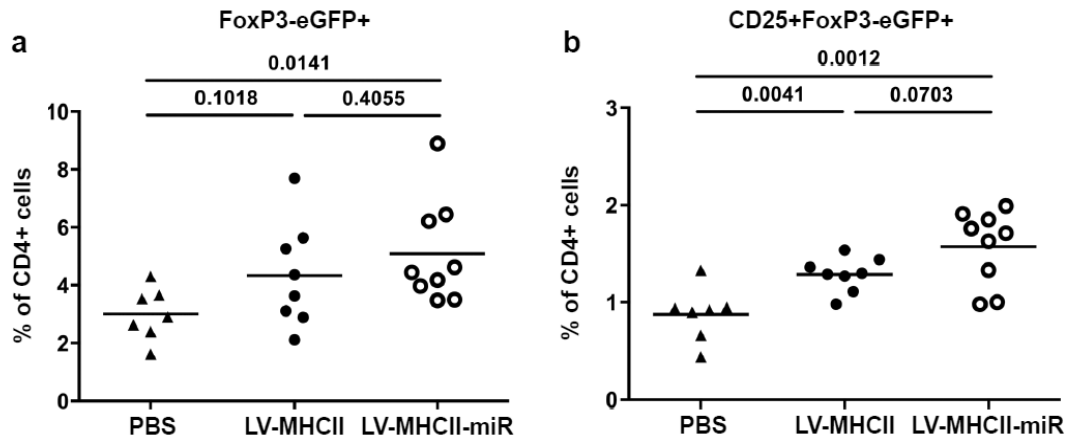 a
FoxP3-eGFP+
0.0141
0.1018 0.4055
% of CD4+ cells
10
8
6
4
2
0
PBS LV-MHCII LV-MHCII-miR
b
CD25+FoxP3-eGFP+
0.0012
0.0041 0.0703
% of CD4+ cells
3
2
1
0
PBS LV-MHCII LV-MHCII-miR